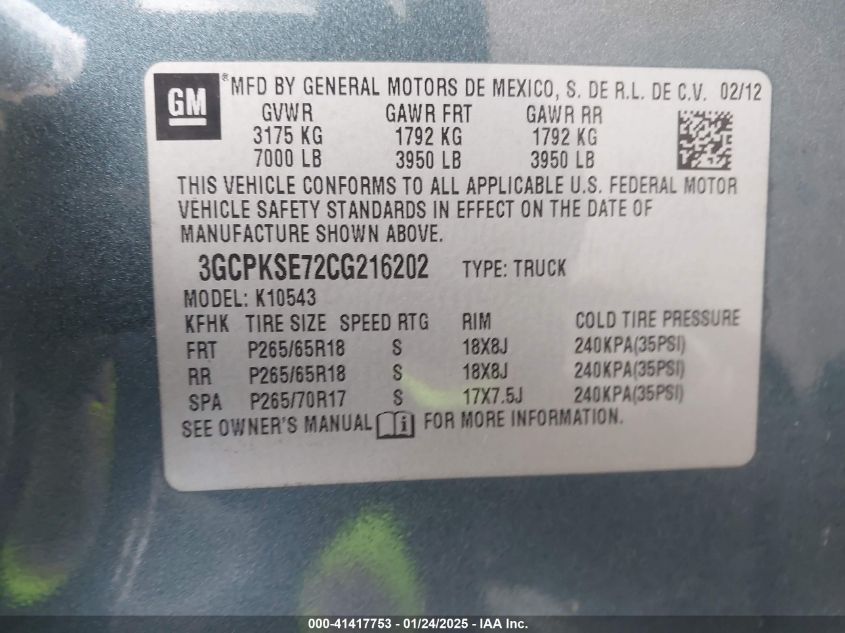 GM ® MFD BY GENERAL MOTORS DE MEXICO, S. DE R.L. DE C.V. 02/12
GVWR GAWR FRT GAWR RR
3175 KG 1792 KG 1792 KG
7000 LB 3950 LB 3950 LB
THIS VEHICLE CONFORMS TO ALL APPLICABLE U.S. FEDERAL MOTOR
VEHICLE SAFETY STANDARDS IN EFFECT ON THE DATE OF
MANUFACTURE SHOWN ABOVE.
3GCPKSE72CG216202 TYPE: TRUCK
MODEL: K10543
KFHK TIRE SIZE SPEED RTG RIM COLD TIRE PRESSURE
FRT P265/65R18 S 18X8J 240KPA(35PSI)
RR P265/65R18 S 18X8J 240KPA(35PSI)
SPA P265/70R17 S 17X7.5J 240KPA(35PSI)
SEE OWNER'S MANUAL i FOR MORE INFORMATION.
000-41417753 - 01/24/2025 - IAA Inc.